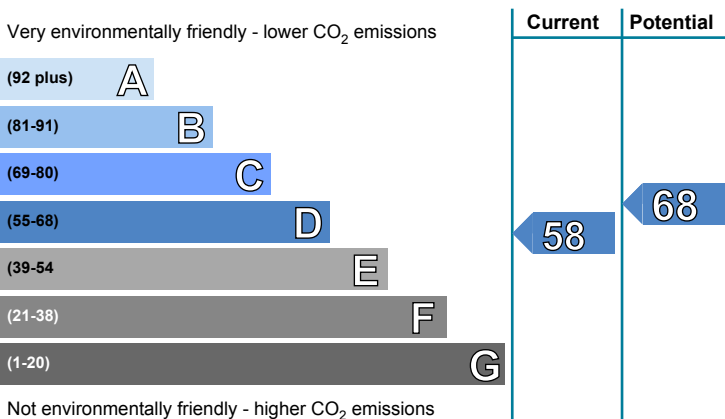 Very environmentally friendly - lower CO2 emissions
Current
Potential
(92 plus) A
(81-91) B
(69-80) C
(55-68) D
(39-54 E
(21-38) F
(1-20) G
58
68
Not environmentally friendly - higher CO2 emissions